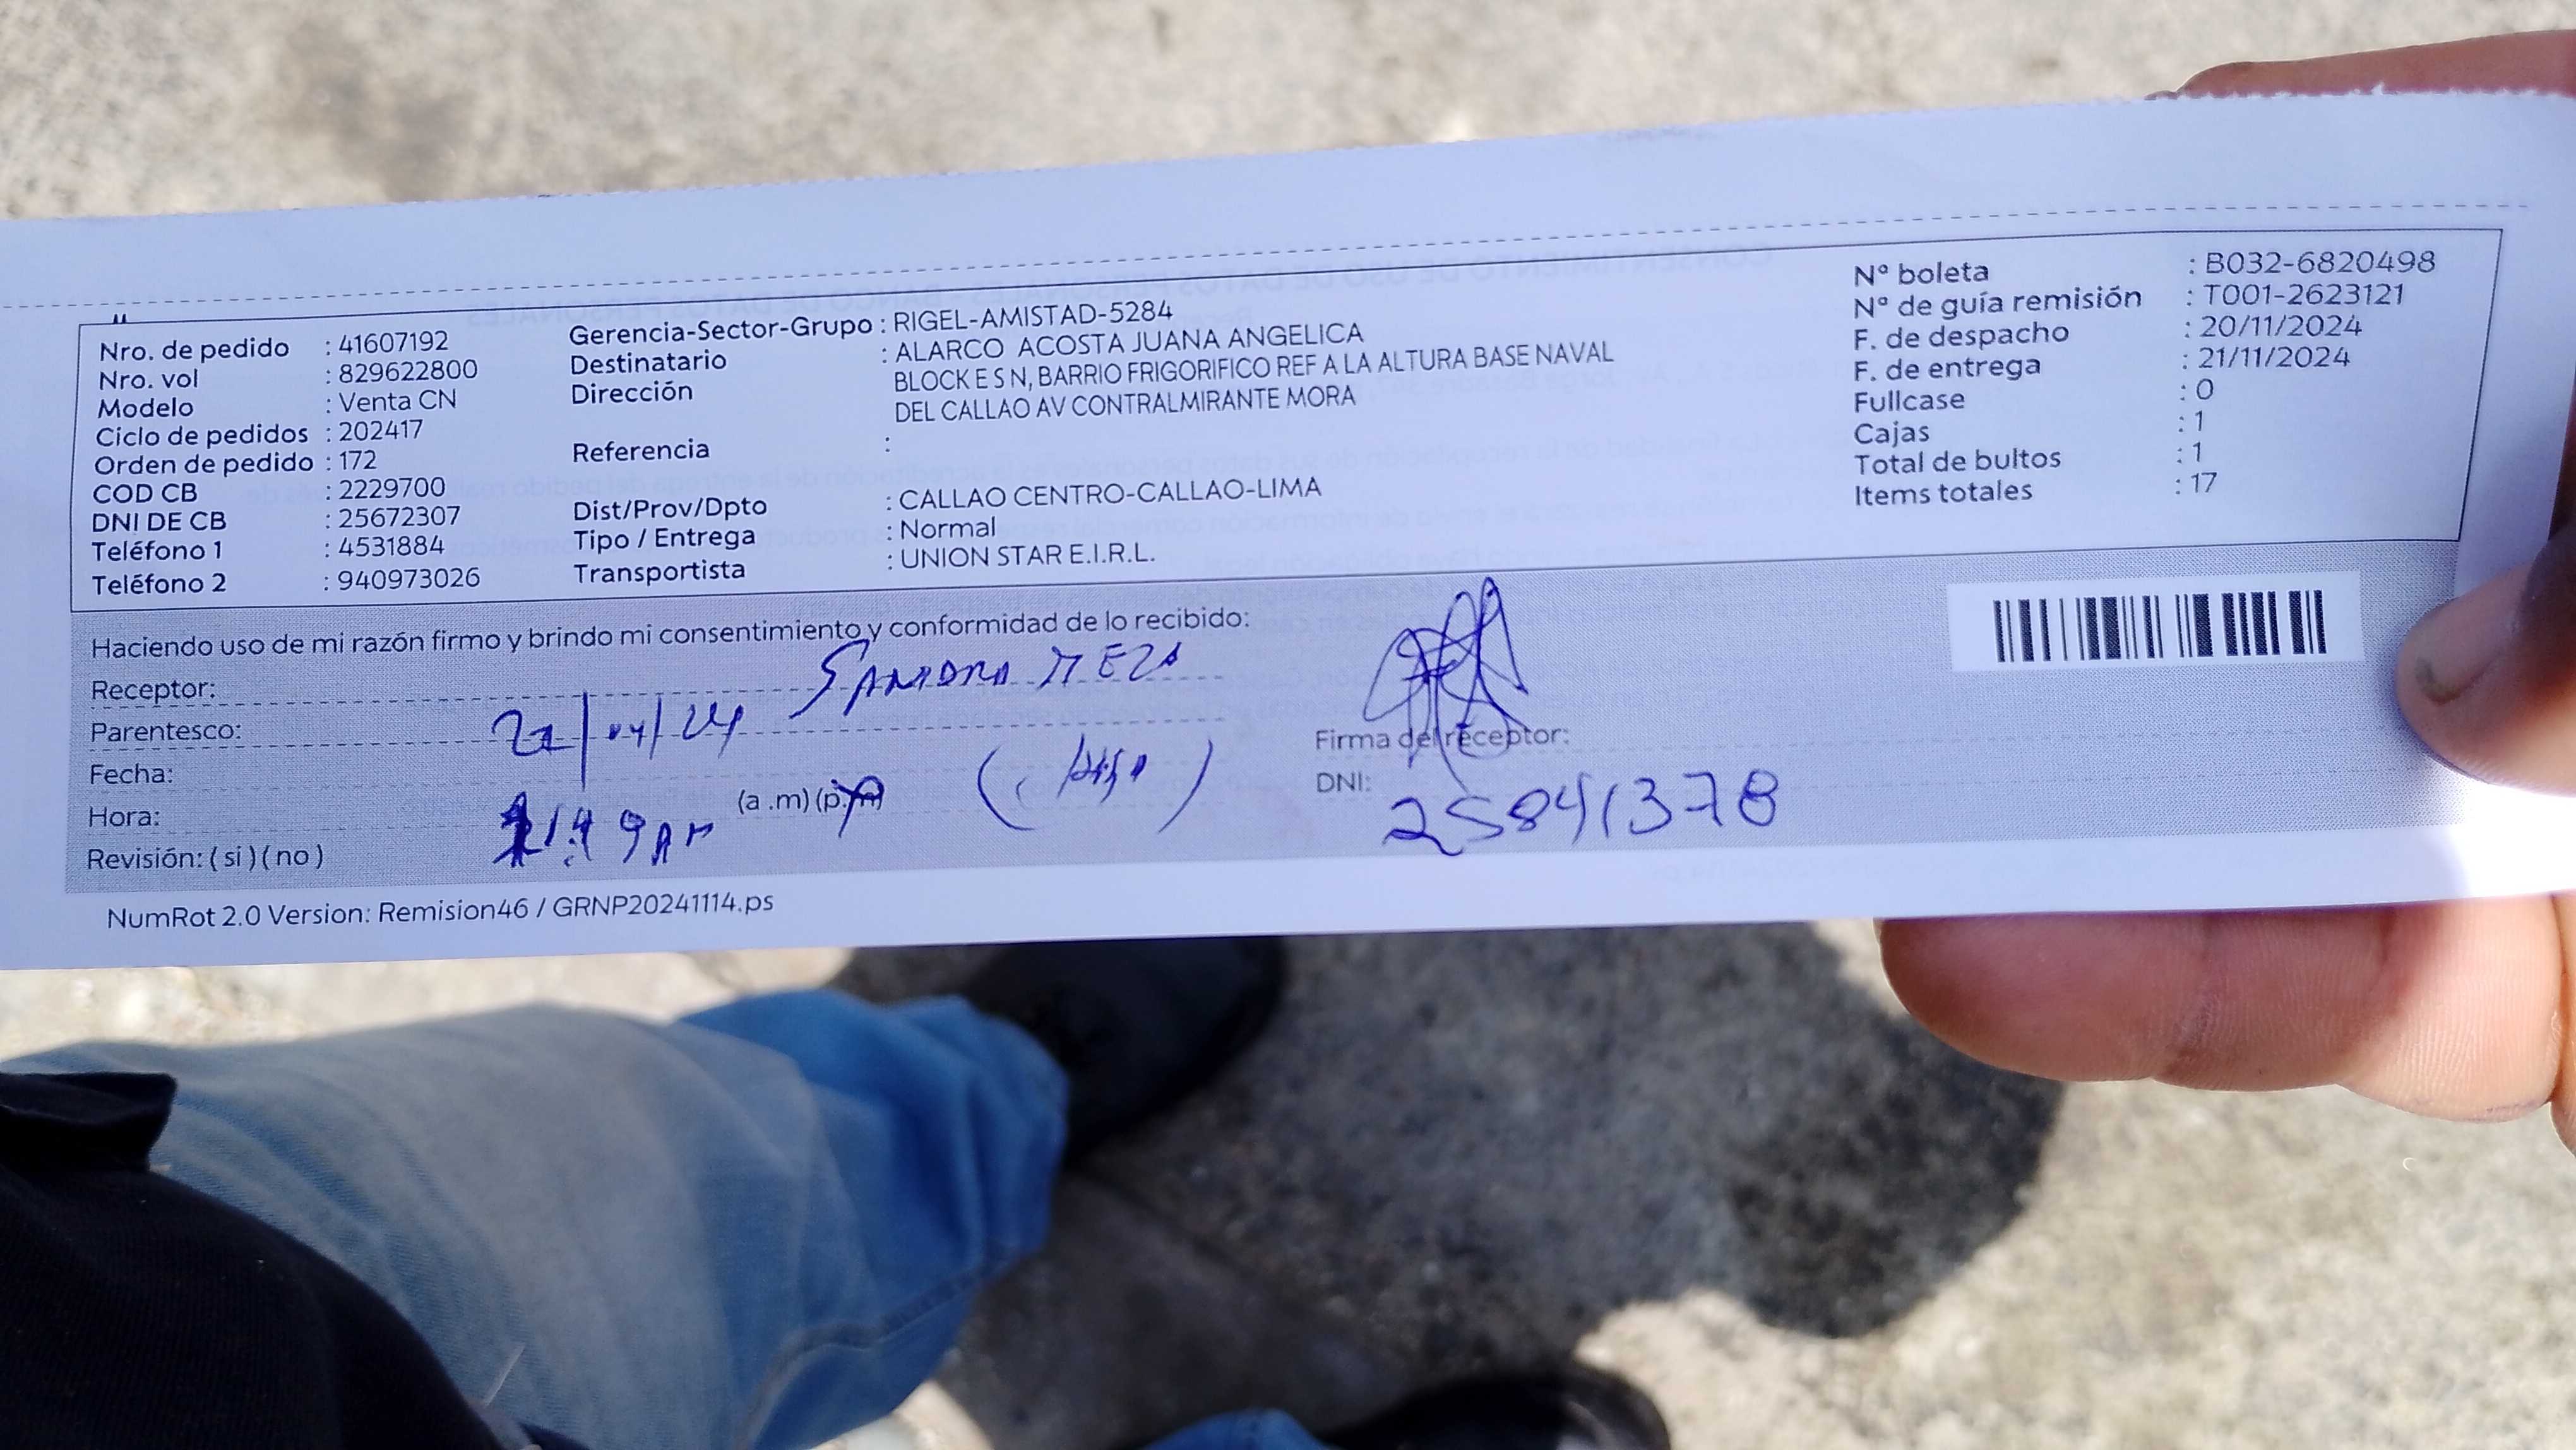 Nro. de pedido : 41607192
Nro. vol : 829622800
Modelo : Venta CN
Ciclo de pedidos : 202417
Orden de pedido : 172
COD CB : 2229700
DNI DE CB : 25672307
Teléfono 1 : 4531884
Teléfono 2 : 940973026
Gerencia-Sector-Grupo : RIGEL-AMISTAD-5284
Destinatario : ALARCO ACOSTA JUANA ANGELICA
Dirección : BLOCK E S N, BARRIO FRIGORIFICO REF A LA ALTURA BASE NAVAL
DEL CALLAO AV CONTRALMIRANTE MORA
Referencia :
Dist/Prov/Dpto : CALLAO CENTRO-CALLAO-LIMA
Tipo / Entrega : Normal
Transportista : UNION STAR E.I.R.L.
N° boleta : B032-6820498
N° de guía remisión : T001-2623121
F. de despacho : 20/11/2024
F. de entrega : 21/11/2024
Fullcase : 0
Cajas : 1
Total de bultos : 1
Items totales : 17
Haciendo uso de mi razón firmo y brindo mi consentimiento y conformidad de lo recibido:
Receptor: SANDRA MEZA
Parentesco:
Fecha:
Hora: (a .m) (p.m)
Revisión: ( si ) ( no )
Firma del receptor:
DNI: 25841378
NumRot 2.0 Version: Remision46 / GRNP20241114.ps